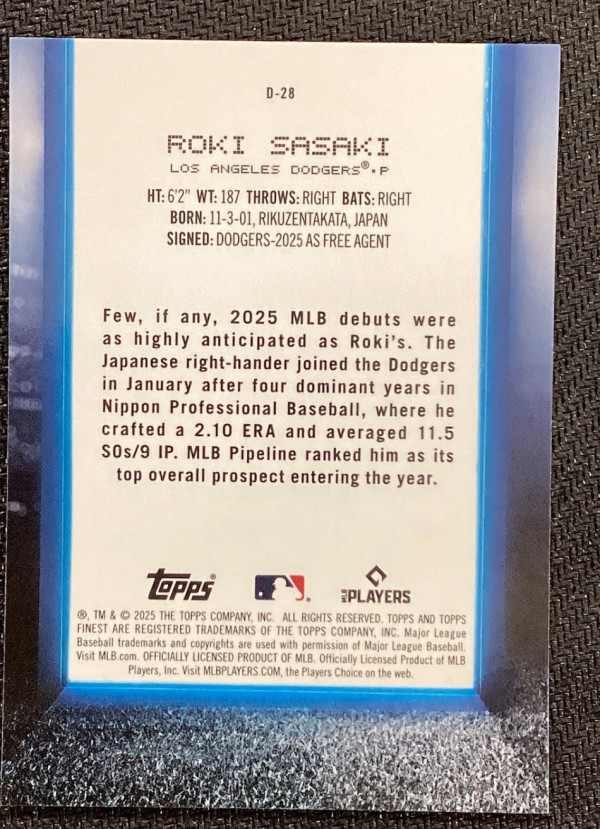 D-28
ROKI SASAKI
LOS ANGELES DODGERS®•P
HT: 6'2" WT: 187 THROWS: RIGHT BATS: RIGHT
BORN: 11-3-01, RIKUZENTAKATA, JAPAN
SIGNED: DODGERS-2025 AS FREE AGENT
Few, if any, 2025 MLB debuts were
as highly anticipated as Roki's. The
Japanese right-hander joined the Dodgers
in January after four dominant years in
Nippon Professional Baseball, where he
crafted a 2.10 ERA and averaged 11.5
SOs/9 IP. MLB Pipeline ranked him as its
top overall prospect entering the year.
Topps® MLB PLAYERS
®, TM & © 2025 THE TOPPS COMPANY, INC. ALL RIGHTS RESERVED. TOPPS AND TOPPS
FINEST ARE REGISTERED TRADEMARKS OF THE TOPPS COMPANY, INC. Major League
Baseball trademarks and copyrights are used with permission of Major League Baseball.
Visit MLB.com. OFFICIALLY LICENSED PRODUCT OF MLB. Officially Licensed Product of MLB
Players, Inc. Visit MLBPLAYERS.COM, the Players Choice on the web.